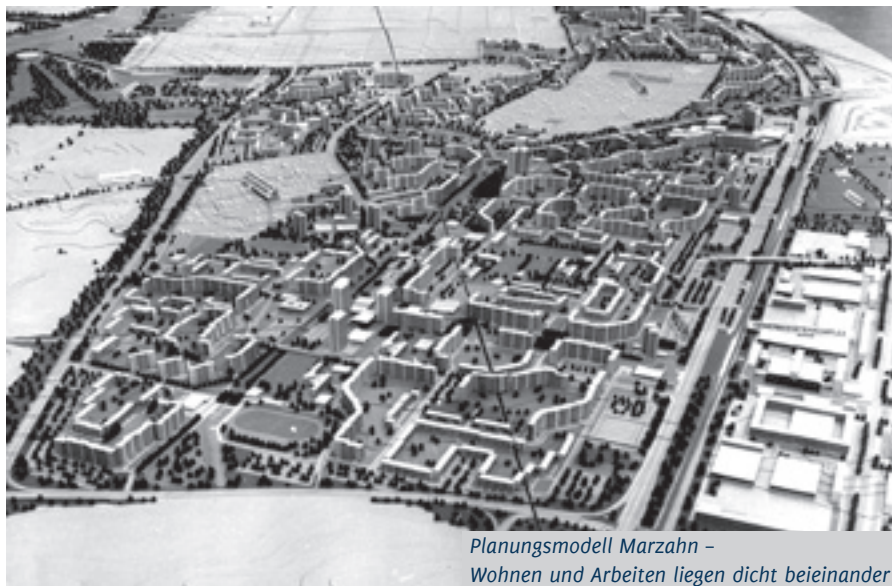 Planungsmodell Marzahn –
Wohnen und Arbeiten liegen dicht beieinander